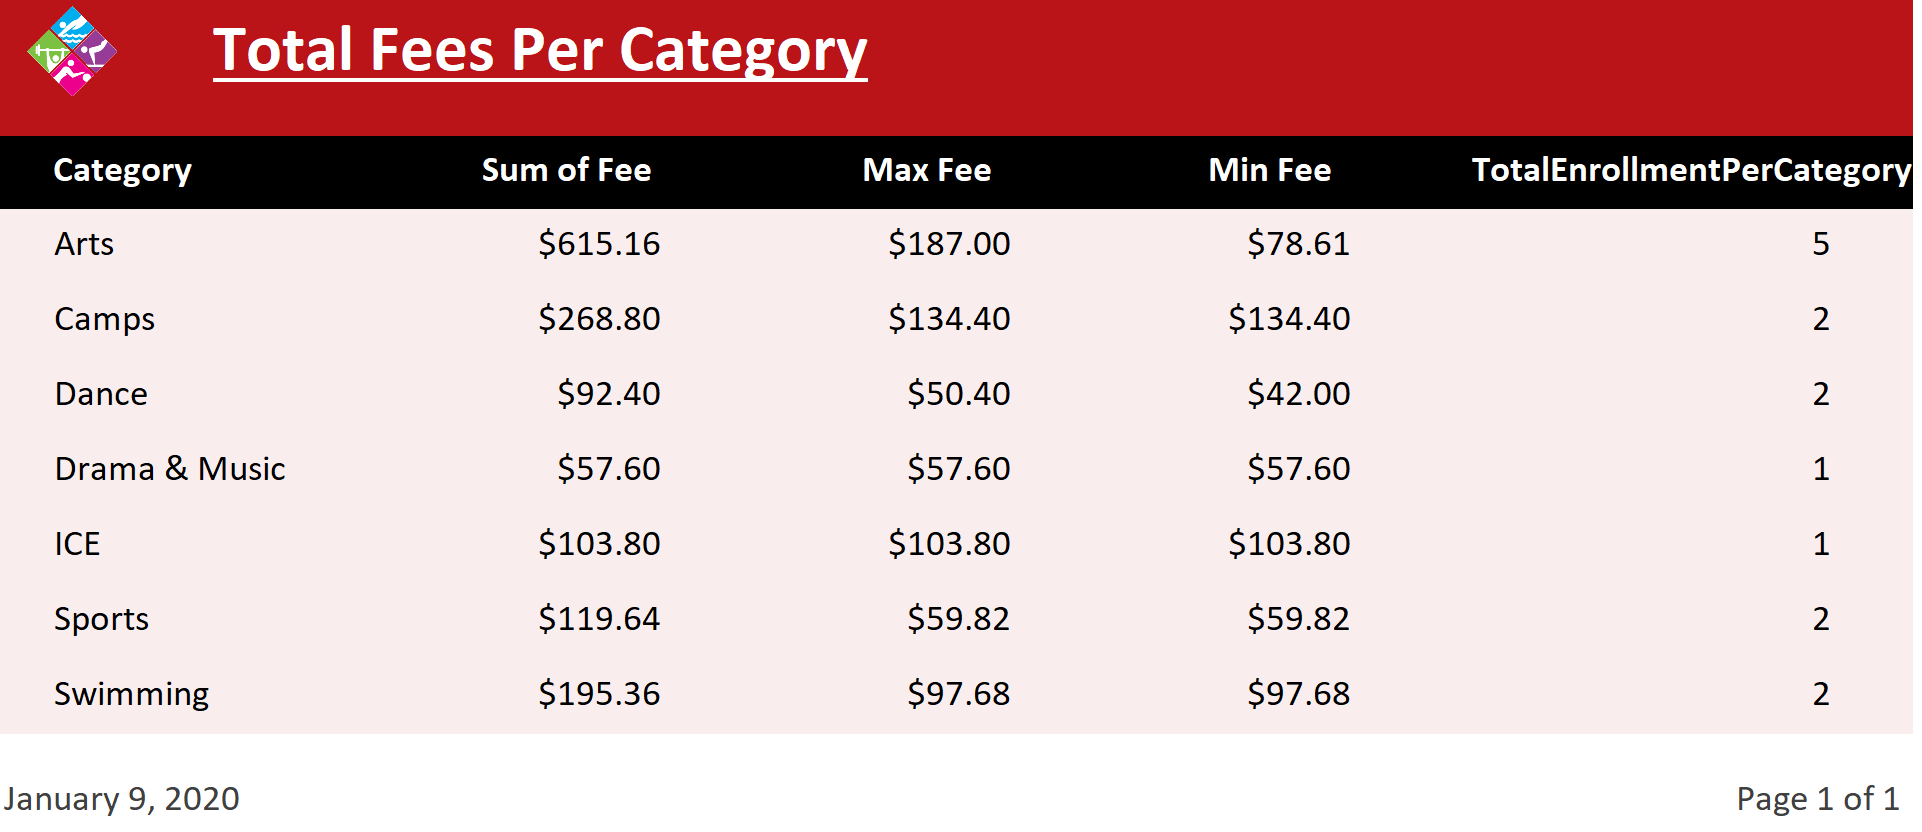 Total Fees Per Category
Category Sum of Fee Max Fee Min Fee TotalEnrollmentPerCategory
Arts $615.16 $187.00 $78.61 5
Camps $268.80 $134.40 $134.40 2
Dance $92.40 $50.40 $42.00 2
Drama & Music $57.60 $57.60 $57.60 1
ICE $103.80 $103.80 $103.80 1
Sports $119.64 $59.82 $59.82 2
Swimming $195.36 $97.68 $97.68 2
January 9, 2020 Page 1 of 1